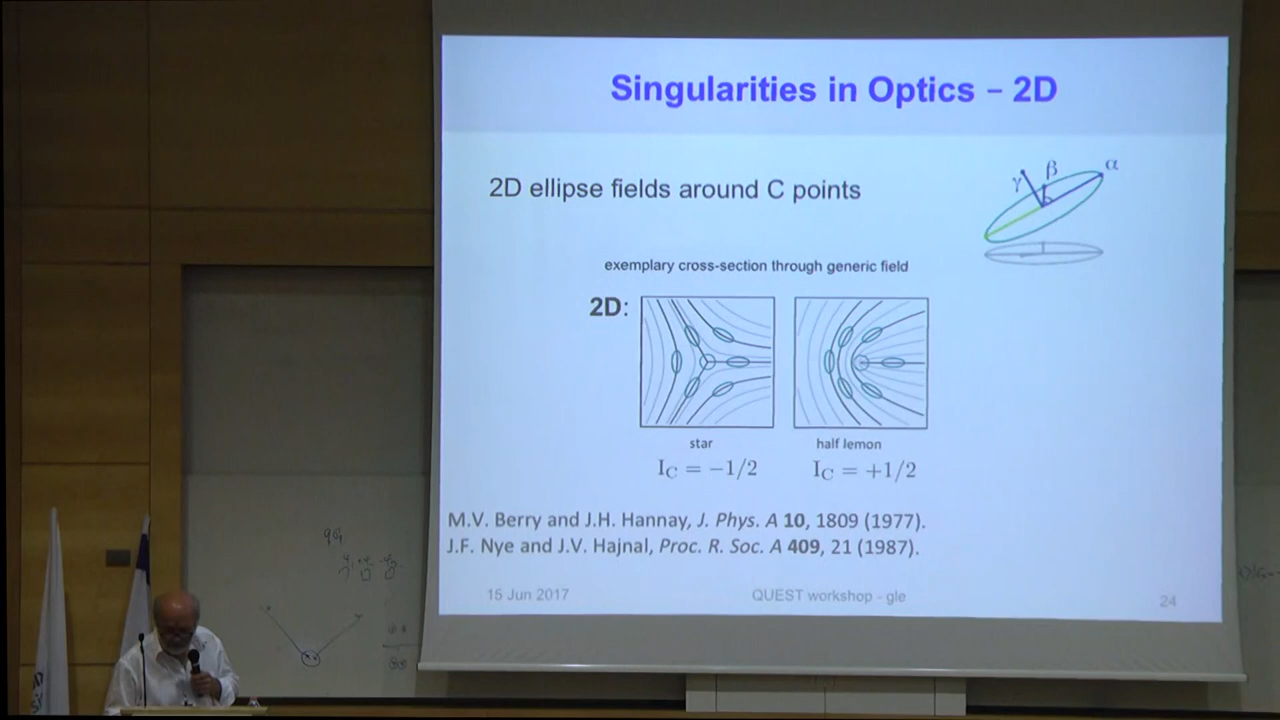 Singularities in Optics – 2D
2D ellipse fields around C points
γ β α
exemplary cross-section through generic field
2D:
star half lemon
I_C = −1/2 I_C = +1/2
M.V. Berry and J.H. Hannay, J. Phys. A 10, 1809 (1977).
J.F. Nye and J.V. Hajnal, Proc. R. Soc. A 409, 21 (1987).
15 Jun 2017 QUEST workshop - gle 24